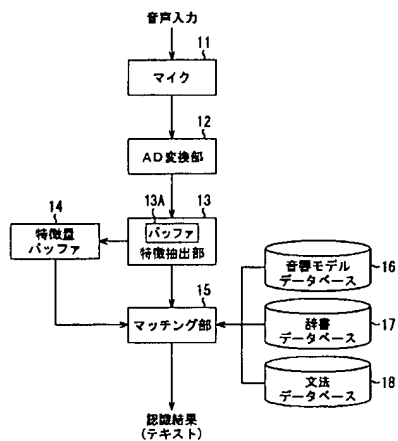 音声入力
11
マイク
12
AD変換部
13A
13
バッファ
特徴抽出部
14
特徴量
バッファ
15
マッチング部
音響モデル
データベース
16
辞書
データベース
17
文法
データベース
18
認識結果
(テキスト)